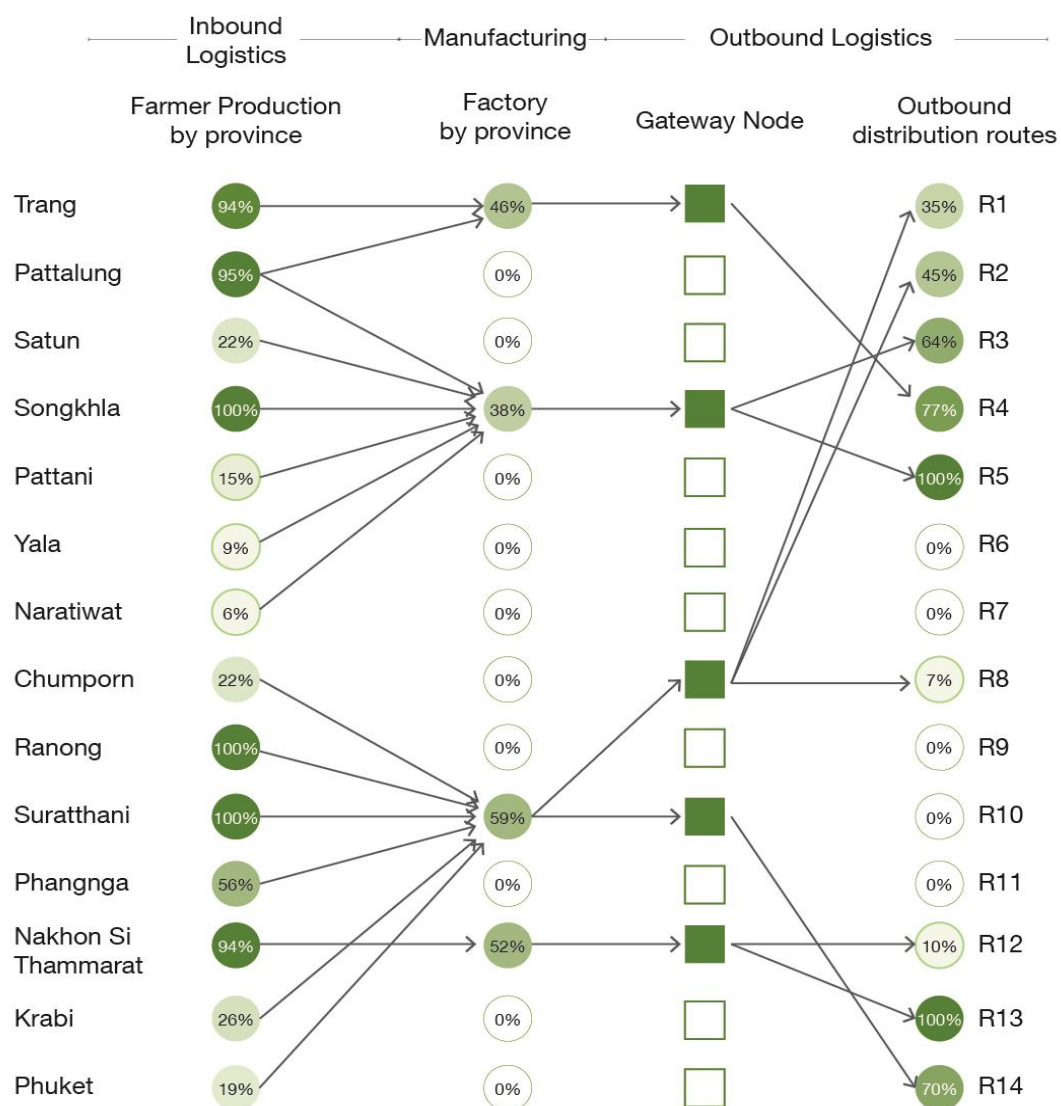 Inbound
Logistics
Manufacturing
Outbound Logistics
Farmer Production
by province
Factory
by province
Gateway Node
Outbound
distribution routes
Trang 94% 46% 35% R1
Pattalung 95% 0% 45% R2
Satun 22% 0% 64% R3
Songkhla 100% 38% 77% R4
Pattani 15% 0% 100% R5
Yala 9% 0% 0% R6
Naratiwat 6% 0% 0% R7
Chumporn 22% 0% 7% R8
Ranong 100% 0% 0% R9
Suratthani 100% 59% 0% R10
Phangnga 56% 0% 0% R11
Nakhon Si
Thammarat 94% 52% 10% R12
Krabi 26% 0% 100% R13
Phuket 19% 0% 70% R14